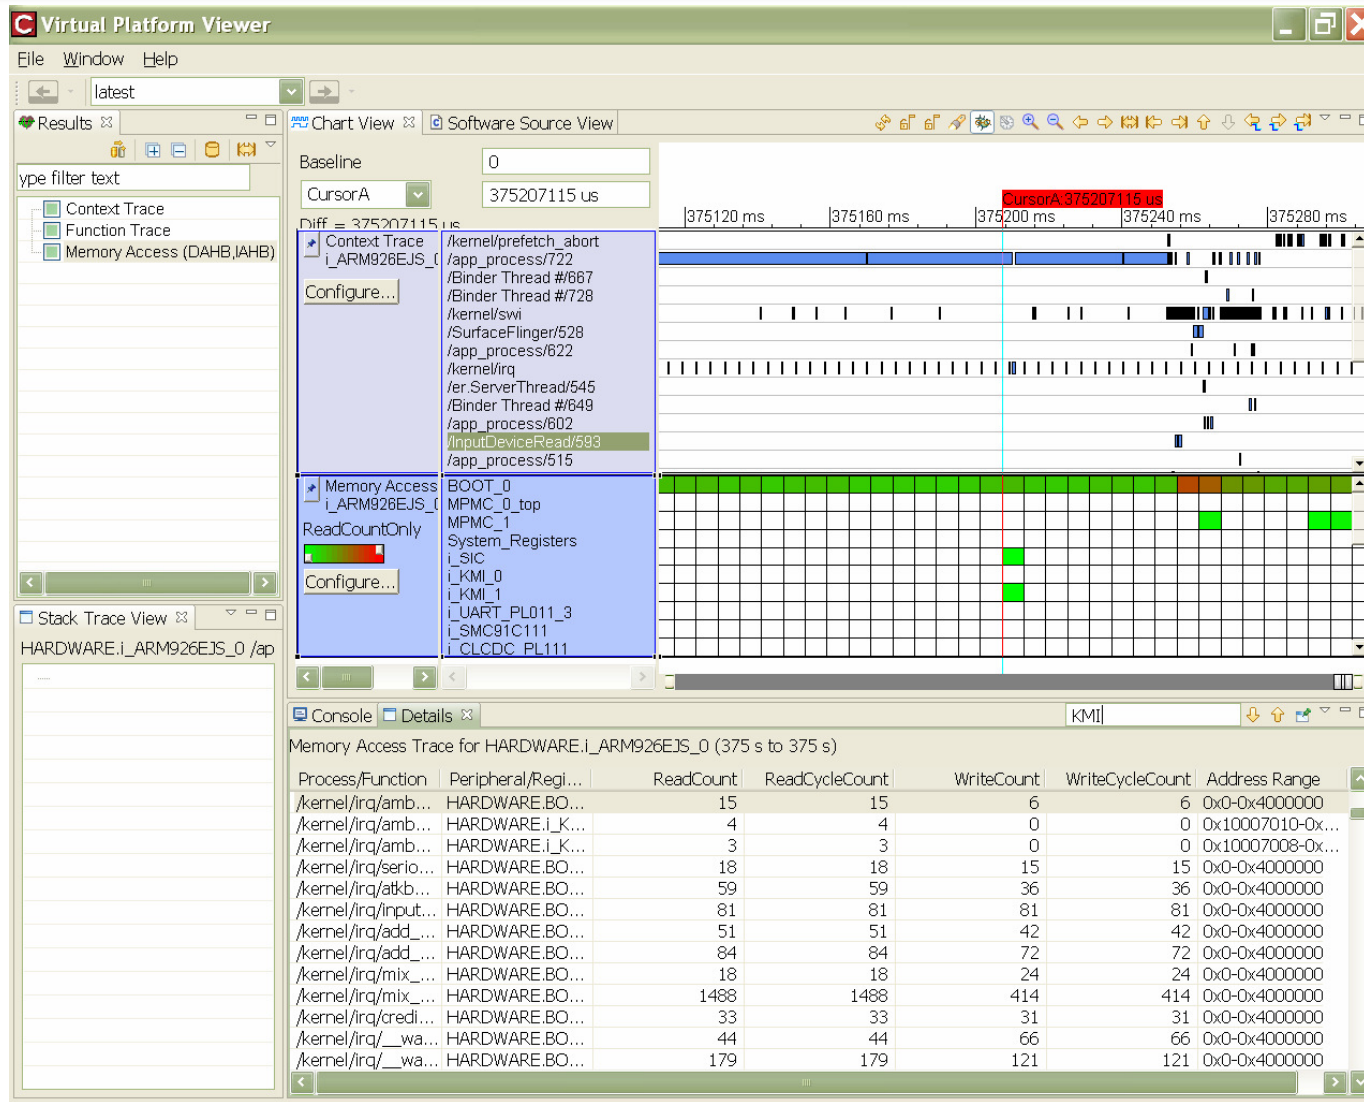 C Virtual Platform Viewer
File Window Help
latest
Results
ype filter text
Context Trace
Function Trace
Memory Access (DAHB,IAHB)
Stack Trace View
HARDWARE.i_ARM926EJS_0 /ap
Chart View Software Source View
Baseline 0
CursorA 375207115 us
Diff = 375207115 us
CursorA:375207115 us
375120 ms 375160 ms 375200 ms 375240 ms 375280 ms
Context Trace
i_ARM926EJS_(
Configure...
/kernel/prefetch_abort
/app_process/722
/Binder Thread #/667
/Binder Thread #/728
/kernel/swi
/SurfaceFlinger/528
/app_process/622
/kernel/irq
/er.ServerThread/545
/Binder Thread #/649
/app_process/602
/InputDeviceRead/593
/app_process/515
Memory Access
i_ARM926EJS_(
ReadCountOnly
Configure...
BOOT_0
MPMC_0_top
MPMC_1
System_Registers
i_SIC
i_KMI_0
i_KMI_1
i_UART_PL011_3
i_SMC91C111
i_CLCDC_PL111
Console Details KMI
Memory Access Trace for HARDWARE.i_ARM926EJS_0 (375 s to 375 s)
Process/Function Peripheral/Regi... ReadCount ReadCycleCount WriteCount WriteCycleCount Address Range
/kernel/irq/amb... HARDWARE.BO... 15 15 6 6 0x0-0x4000000
/kernel/irq/amb... HARDWARE.i_K... 4 4 0 0 0x10007010-0x...
/kernel/irq/amb... HARDWARE.i_K... 3 3 0 0 0x10007008-0x...
/kernel/irq/serio... HARDWARE.BO... 18 18 15 15 0x0-0x4000000
/kernel/irq/atkb... HARDWARE.BO... 59 59 36 36 0x0-0x4000000
/kernel/irq/input... HARDWARE.BO... 81 81 81 81 0x0-0x4000000
/kernel/irq/add_... HARDWARE.BO... 51 51 42 42 0x0-0x4000000
/kernel/irq/add_... HARDWARE.BO... 84 84 72 72 0x0-0x4000000
/kernel/irq/mix_... HARDWARE.BO... 18 18 24 24 0x0-0x4000000
/kernel/irq/mix_... HARDWARE.BO... 1488 1488 414 414 0x0-0x4000000
/kernel/irq/credi... HARDWARE.BO... 33 33 31 31 0x0-0x4000000
/kernel/irq/__wa... HARDWARE.BO... 44 44 66 66 0x0-0x4000000
/kernel/irq/__wa... HARDWARE.BO... 179 179 121 121 0x0-0x4000000